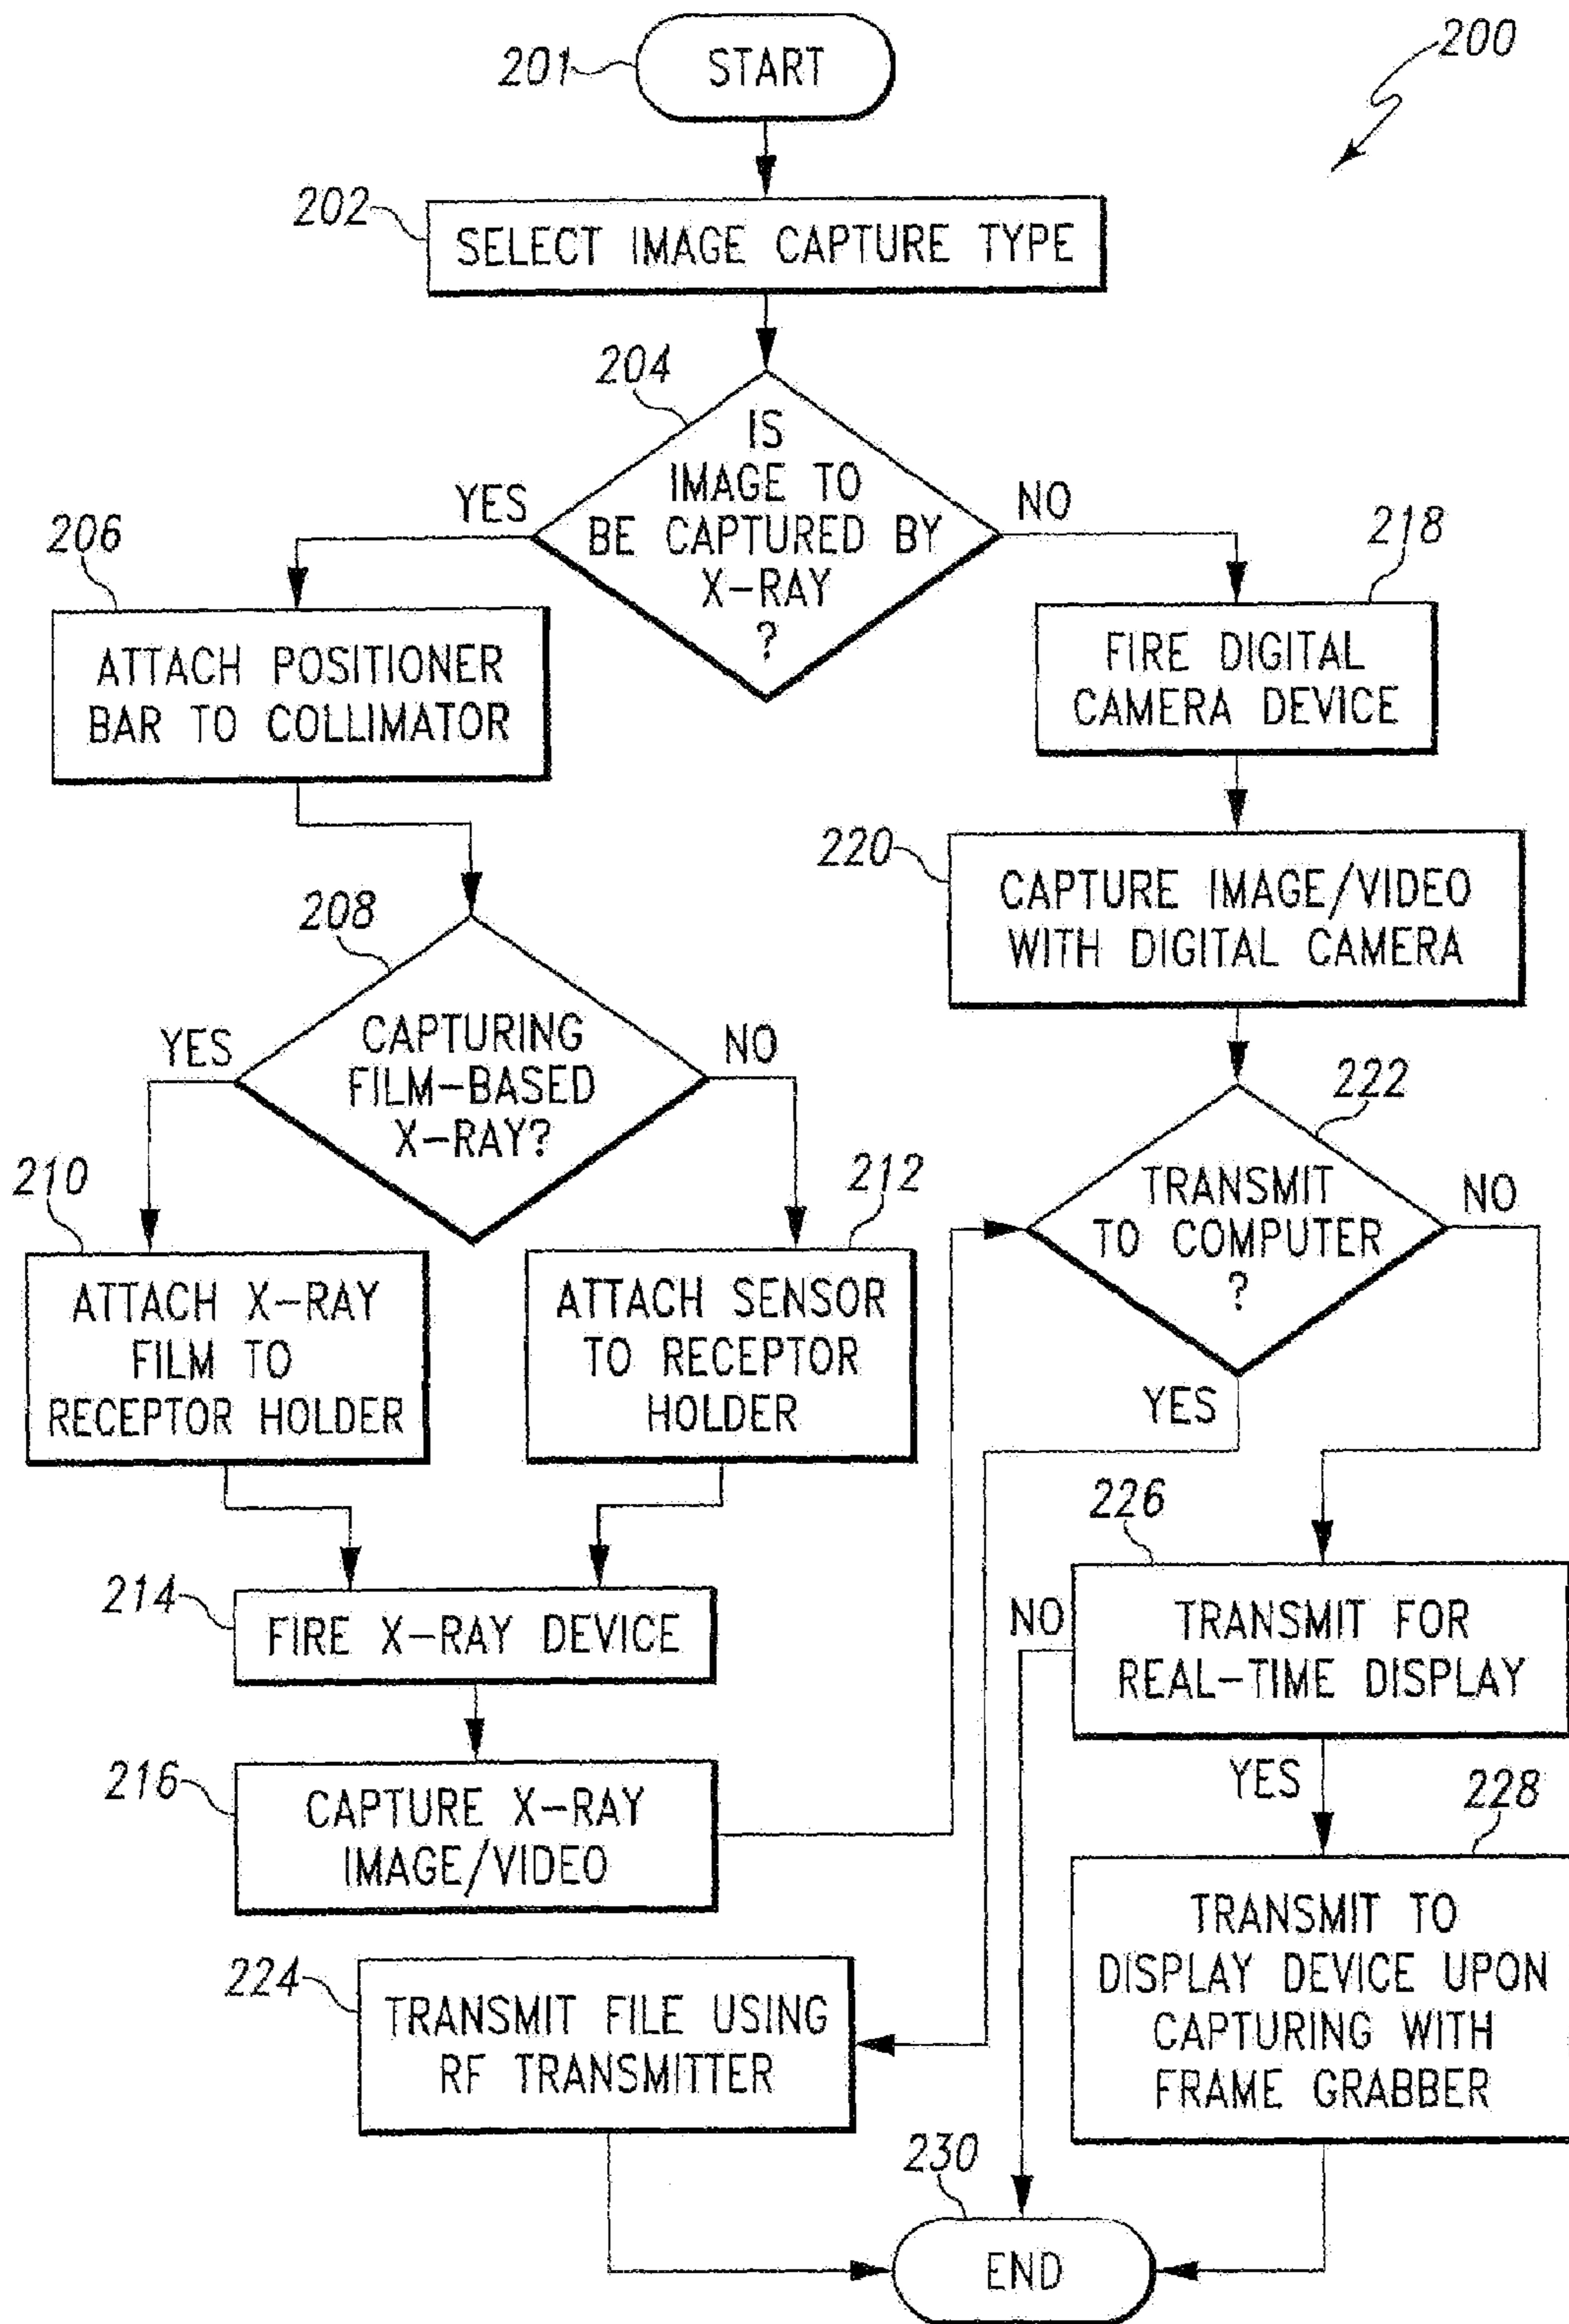 200
201
START
202
SELECT IMAGE CAPTURE TYPE
204
IS
IMAGE TO
BE CAPTURED BY
X-RAY
?
YES
NO
206
ATTACH POSITIONER
BAR TO COLLIMATOR
218
FIRE DIGITAL
CAMERA DEVICE
220
CAPTURE IMAGE/VIDEO
WITH DIGITAL CAMERA
208
CAPTURING
FILM-BASED
X-RAY?
YES
NO
222
TRANSMIT
TO COMPUTER
?
NO
YES
210
ATTACH X-RAY
FILM TO
RECEPTOR HOLDER
212
ATTACH SENSOR
TO RECEPTOR
HOLDER
214
FIRE X-RAY DEVICE
226
TRANSMIT FOR
REAL-TIME DISPLAY
NO
YES
216
CAPTURE X-RAY
IMAGE/VIDEO
228
TRANSMIT TO
DISPLAY DEVICE UPON
CAPTURING WITH
FRAME GRABBER
224
TRANSMIT FILE USING
RF TRANSMITTER
230
END